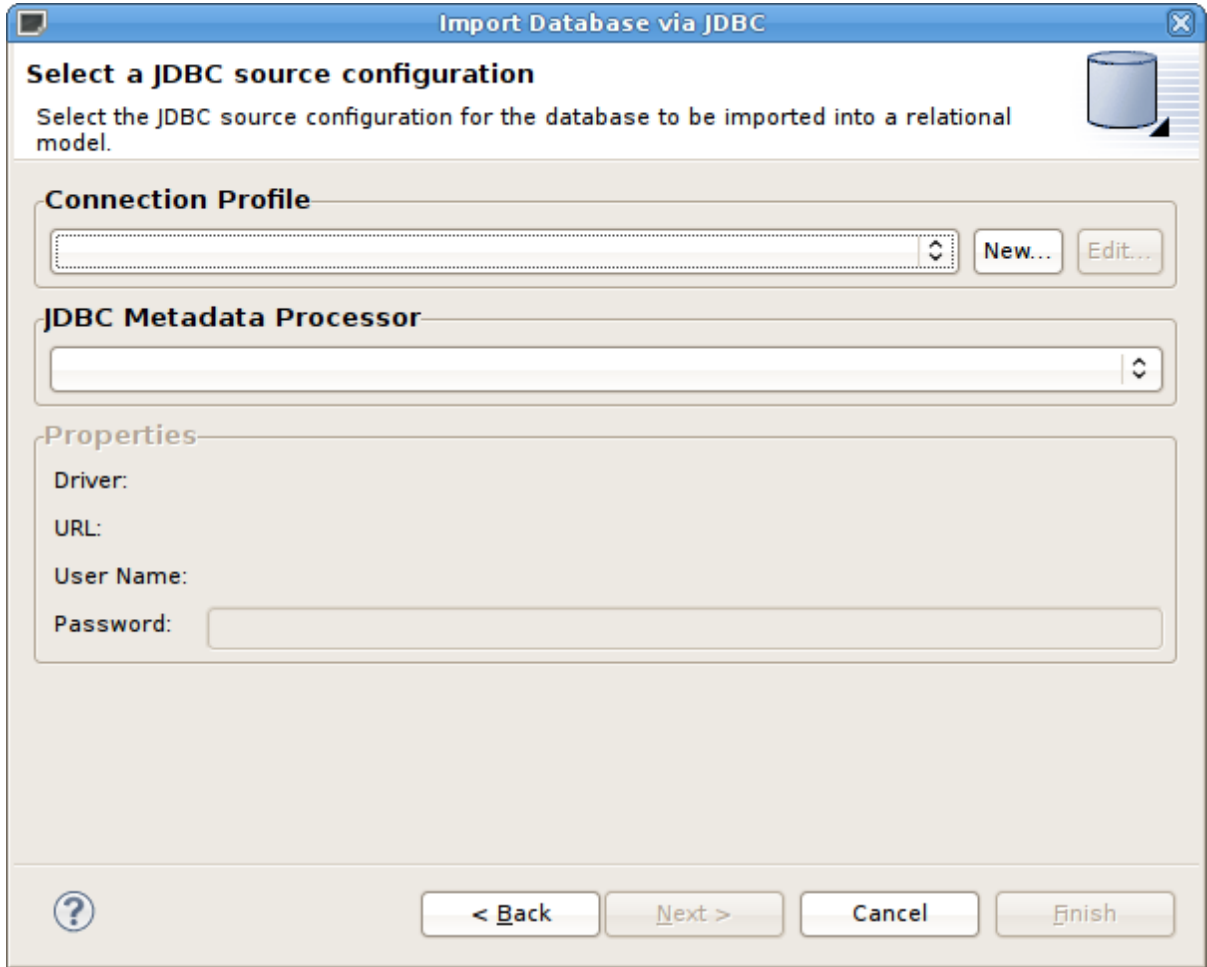 Import Database via JDBC
Select a JDBC source configuration
Select the JDBC source configuration for the database to be imported into a relational
model.
Connection Profile
New... Edit...
JDBC Metadata Processor
Properties
Driver:
URL:
User Name:
Password:
? < Back Next > Cancel Finish